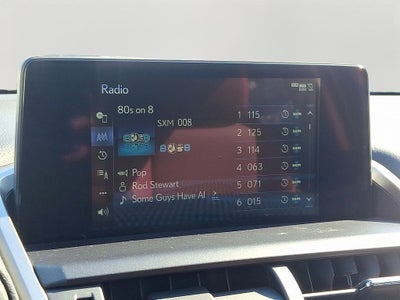 Radio
80s on 8
SXM 008
1 115
2 125
3 114
4 063
5 071
6 015
Pop
Rod Stewart
Some Guys Have Al >